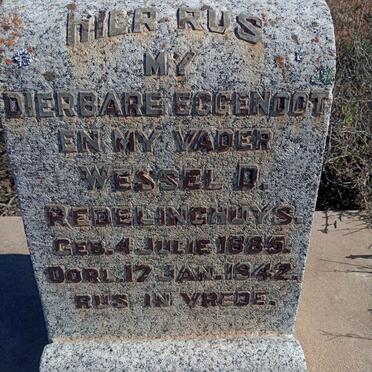 HIER RUS
MY
DIERBARE EGGENOOT
EN MY VADER
WESSEL D.
REDELINGHUYS.
GEB. 4 JULIE 1885.
OORL. 17 JAN. 1942.
RUS IN VREDE.